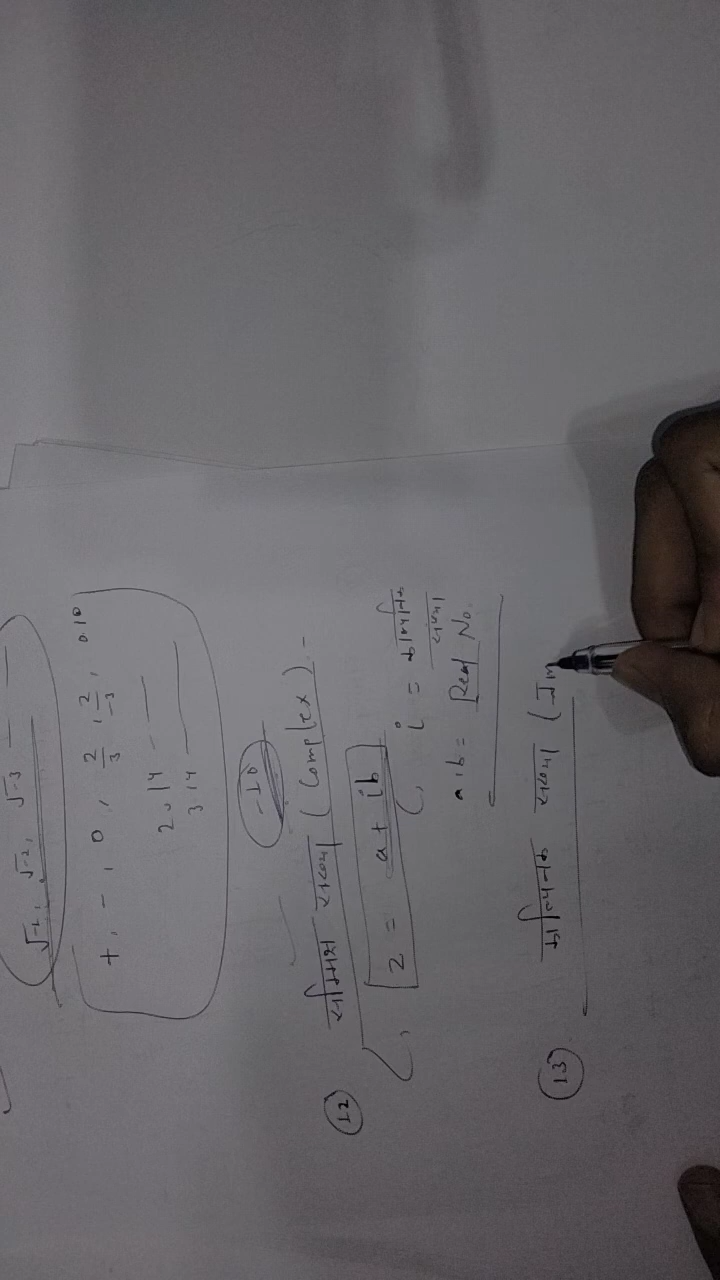 √-1, √-2, √-3 — —
+, -, 0, 2/3, 2/-3, 0.10
2.14 - —
3.14 ——
-10
12 सम्मिश्र संख्या (Complex) -
z = a + ib
, i = काल्पनिक
संख्या
a, b = Real No.
13 काल्पनिक संख्या (Im